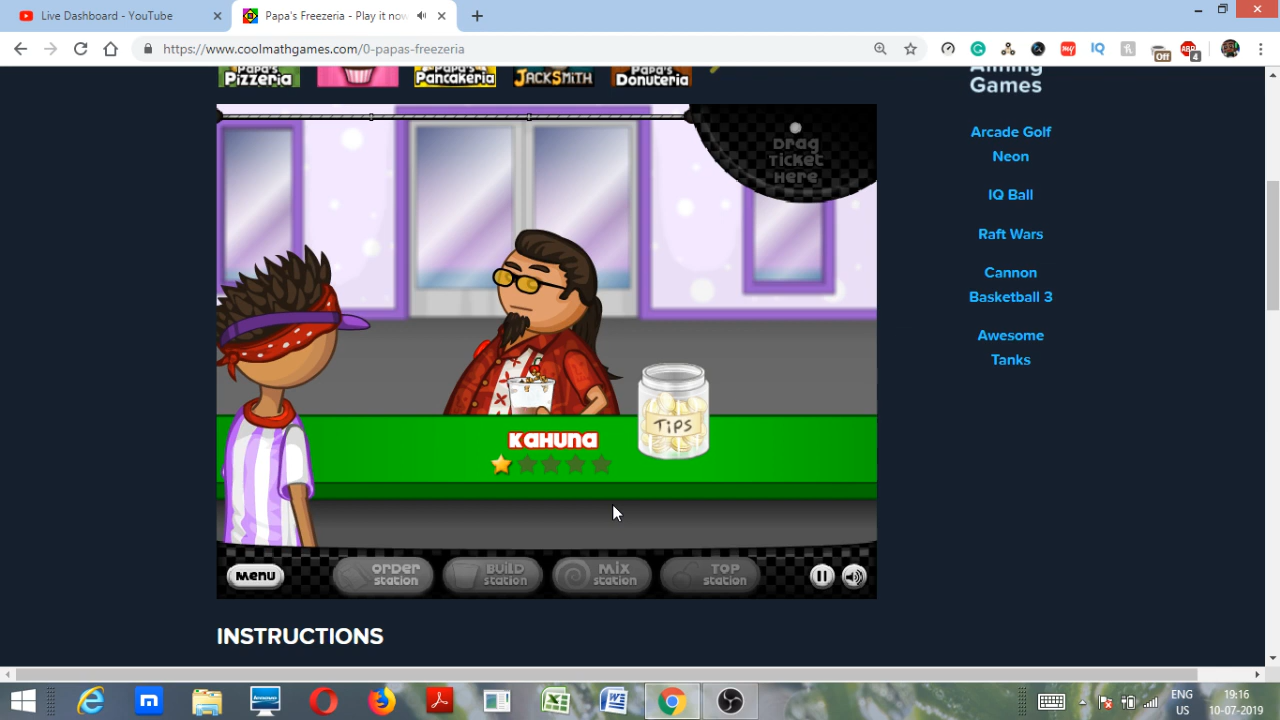 Live Dashboard - YouTube
Papa's Freezeria - Play it now
https://www.coolmathgames.com/0-papas-freezeria
Off
4
Papa's
Pizzeria
Papa's
Pancakeria
JACKSMITH
Papa's
Donuteria
Aiming
Games
Arcade Golf
Neon
IQ Ball
Raft Wars
Cannon
Basketball 3
Awesome
Tanks
Drag
Ticket
Here
TIPS
Kahuna
Menu
ORDER
station
BUILD
station
MIX
station
TOP
station
INSTRUCTIONS
ENG
US
19:16
10-07-2019